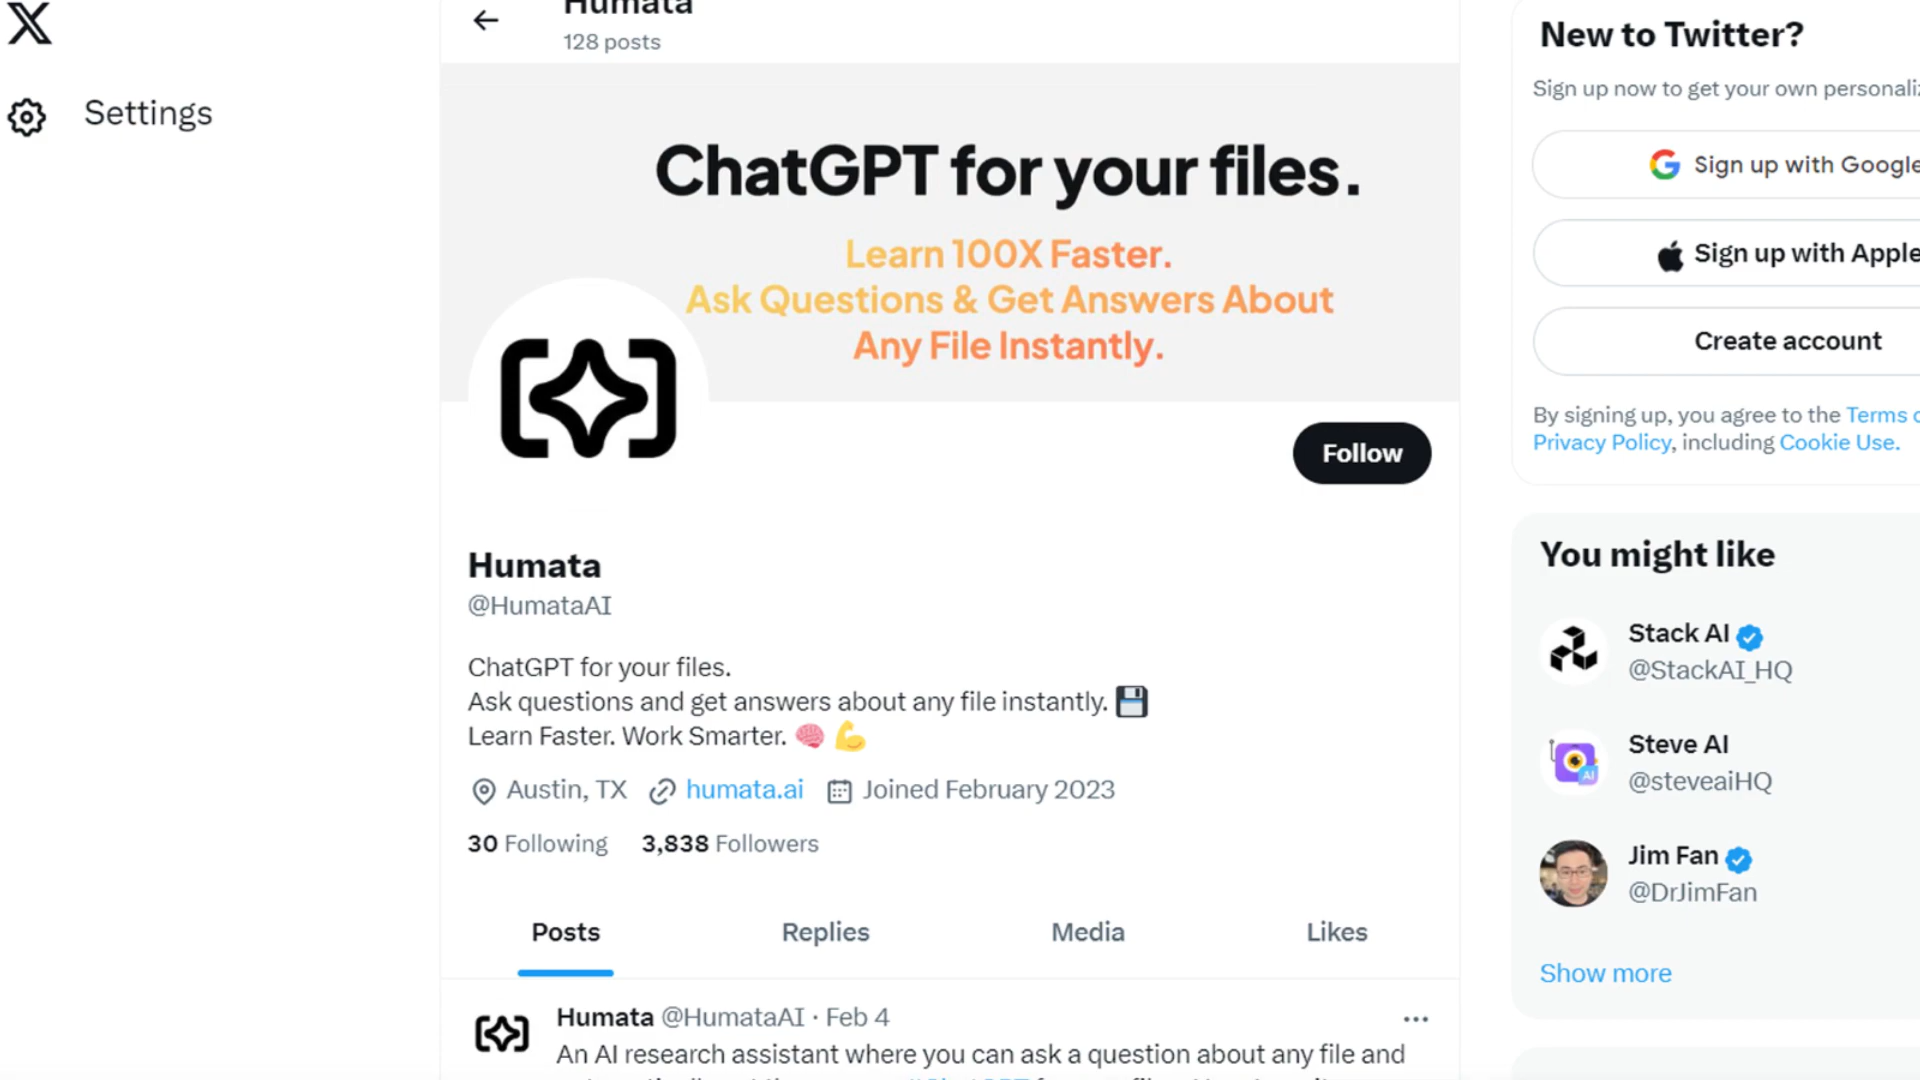 Settings
Humata
128 posts
ChatGPT for your files.
Learn 100X Faster.
Ask Questions & Get Answers About
Any File Instantly.
Follow
Humata
@HumataAI
ChatGPT for your files.
Ask questions and get answers about any file instantly. 💾
Learn Faster. Work Smarter. 🧠 💪
Austin, TX humata.ai Joined February 2023
30 Following 3,838 Followers
Posts Replies Media Likes
Humata @HumataAI · Feb 4
An AI research assistant where you can ask a question about any file and
New to Twitter?
Sign up now to get your own
Sign up with Google
Sign up with Apple
Create account
By signing up, you agree to the Terms
Privacy Policy, including Cookie Use.
You might like
Stack AI
@StackAI_HQ
Steve AI
@steveaiHQ
AI
Jim Fan
@DrJimFan
Show more